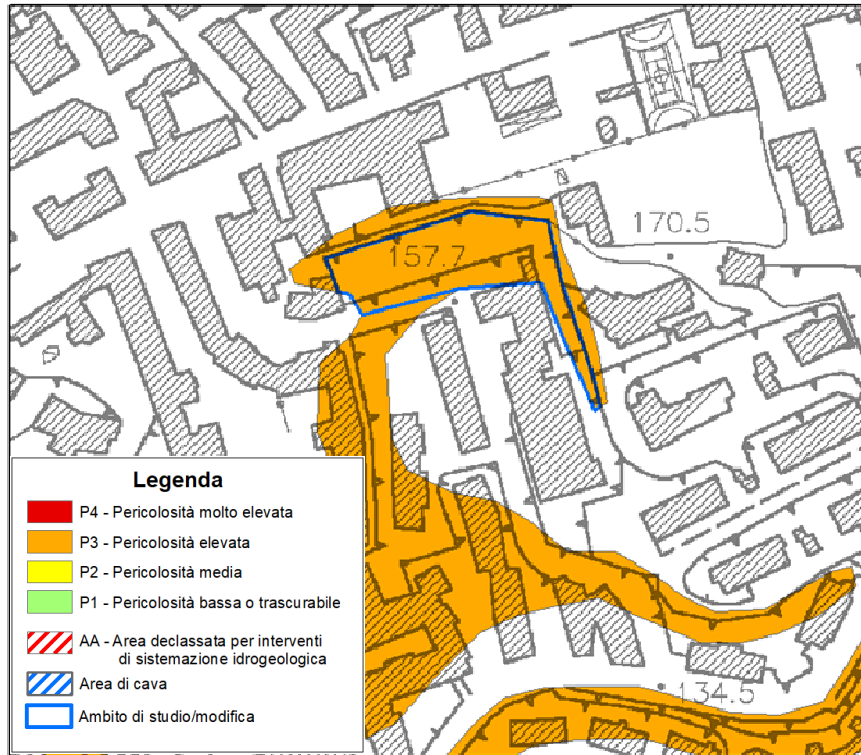 170.5
157.7
Legenda
P4 - Pericolosità molto elevata
P3 - Pericolosità elevata
P2 - Pericolosità media
P1 - Pericolosità bassa o trascurabile
AA - Area declassata per interventi
di sistemazione idrogeologica
Area di cava
Ambito di studio/modifica
134.5